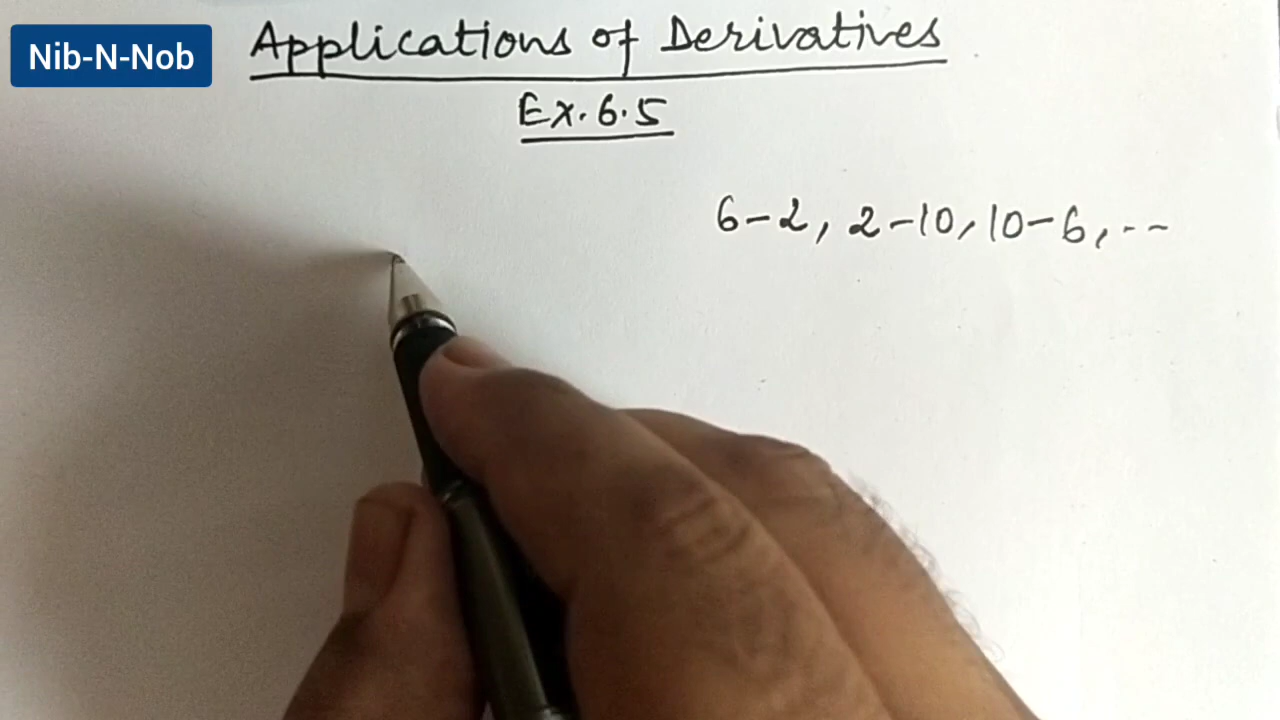 Nib-N-Nob
Applications of Derivatives
Ex. 6.5
6-2, 2-10, 10-6, ---